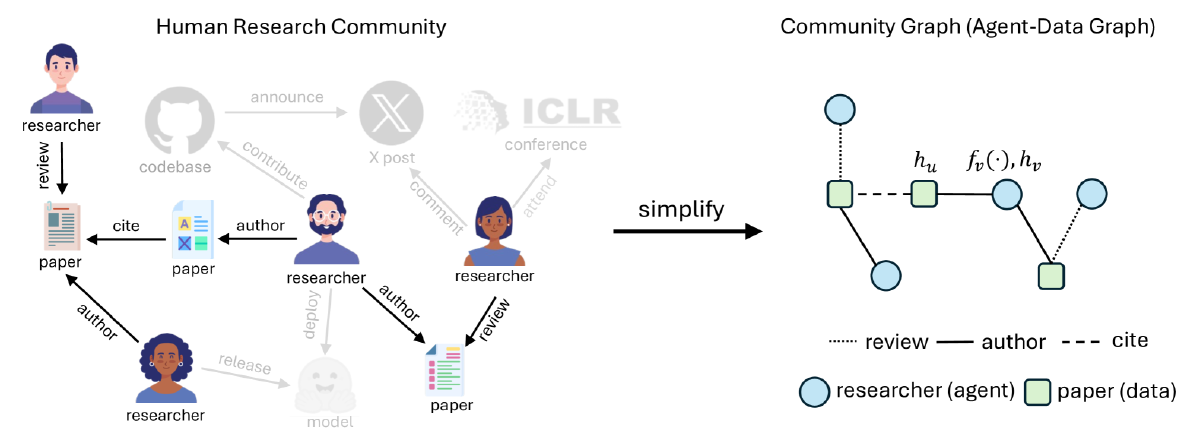 Human Research Community
Community Graph (Agent-Data Graph)
researcher
announce
codebase
X post
ICLR
conference
contribute
review
comment
attend
cite
author
paper
paper
researcher
researcher
simplify
h_u
f_v(·), h_v
author
deploy
author
review
release
researcher
model
paper
review
author
cite
researcher (agent)
paper (data)